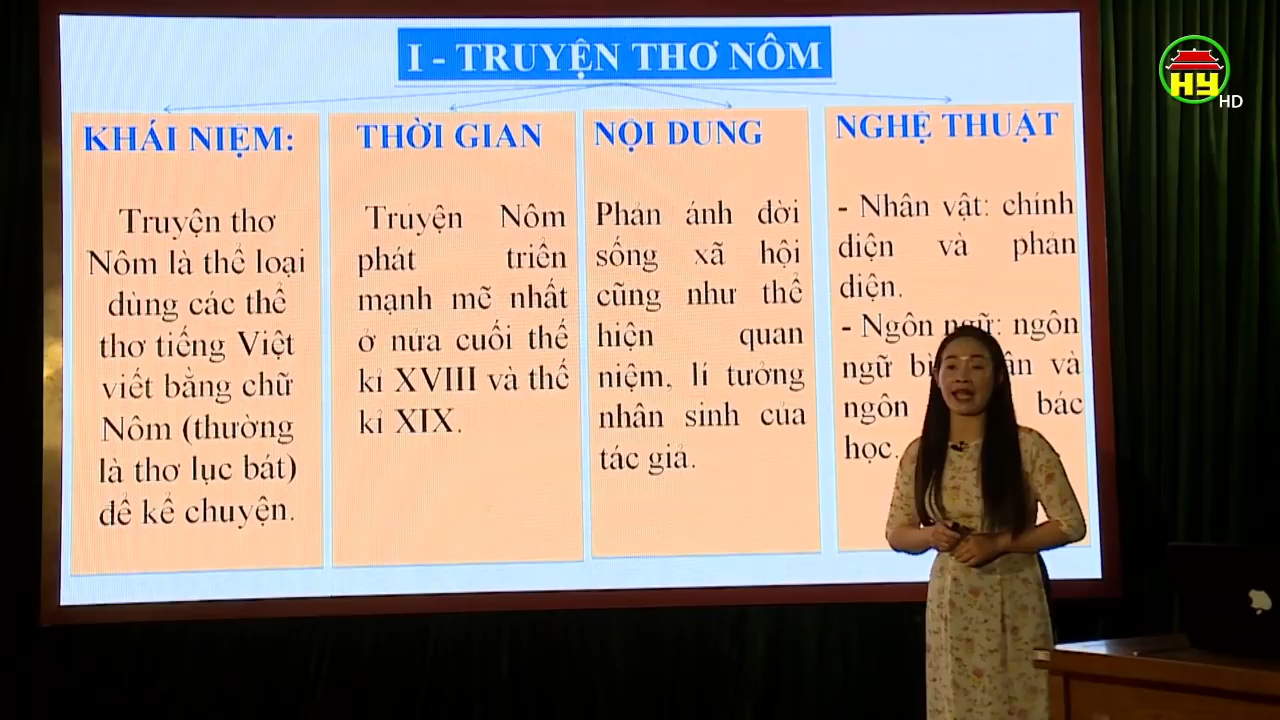 I - TRUYỆN THƠ NÔM
KHÁI NIỆM:
Truyện thơ
Nôm là thể loại
dùng các thể
thơ tiếng Việt
viết bằng chữ
Nôm (thường
là thơ lục bát)
để kể chuyện.
THỜI GIAN
Truyện Nôm
phát triển
mạnh mẽ nhất
ở nửa cuối thế
kỉ XVIII và thế
kỉ XIX.
NỘI DUNG
Phản ánh đời
sống xã hội
cũng như thể
hiện quan
niệm, lí tưởng
nhân sinh của
tác giả.
NGHỆ THUẬT
- Nhân vật: chính
diện và phản
diện.
- Ngôn ngữ: ngôn
ngữ và
ngôn bác
học.
HY
HD